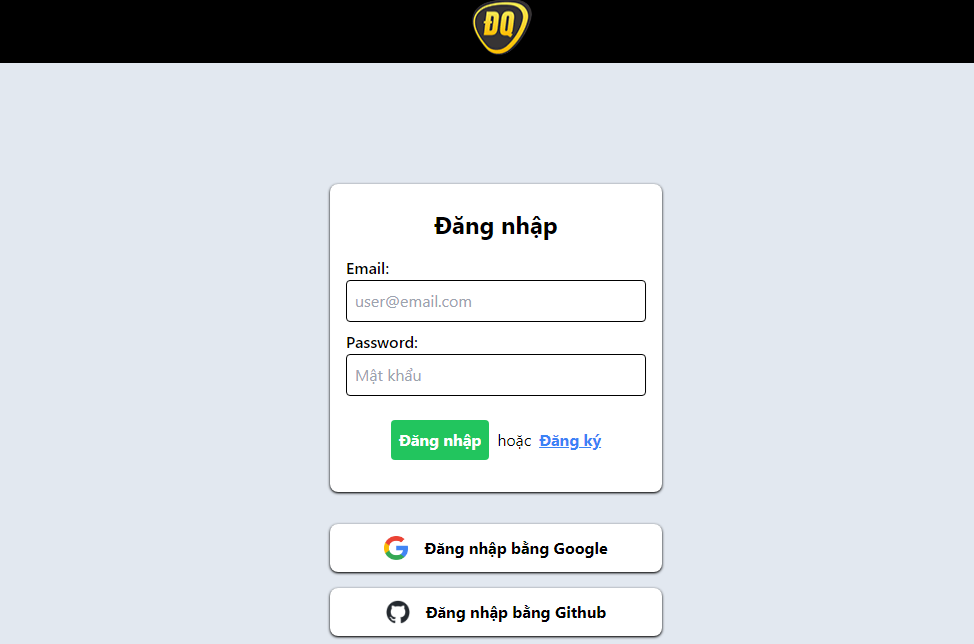 ĐQ
Đăng nhập
Email:
user@email.com
Password:
Mật khẩu
Đăng nhập hoặc Đăng ký
Đăng nhập bằng Google
Đăng nhập bằng Github